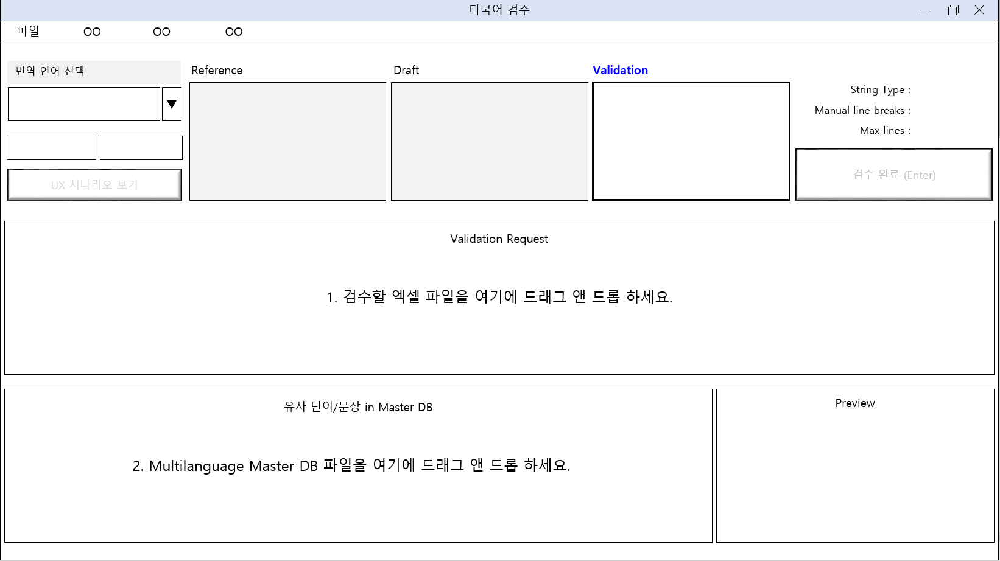 다국어 검수
파일 OO OO OO
번역 언어 선택
▼
UX 시나리오 보기
Reference
Draft
Validation
String Type :
Manual line breaks :
Max lines :
검수 완료 (Enter)
Validation Request
1. 검수할 엑셀 파일을 여기에 드래그 앤 드롭 하세요.
유사 단어/문장 in Master DB
2. Multilanguage Master DB 파일을 여기에 드래그 앤 드롭 하세요.
Preview